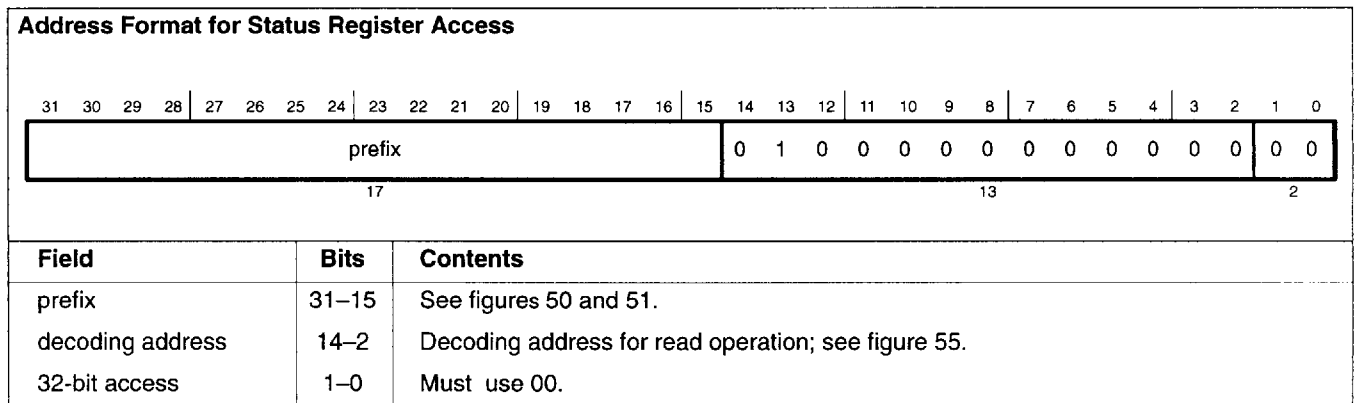 Address Format for Status Register Access
31 30 29 28 27 26 25 24 23 22 21 20 19 18 17 16 15 14 13 12 11 10 9 8 7 6 5 4 3 2 1 0
prefix 0 1 0 0 0 0 0 0 0 0 0 0 0 0 0
17 13 2
Field Bits Contents
prefix 31–15 See figures 50 and 51.
decoding address 14–2 Decoding address for read operation; see figure 55.
32-bit access 1–0 Must use 00.